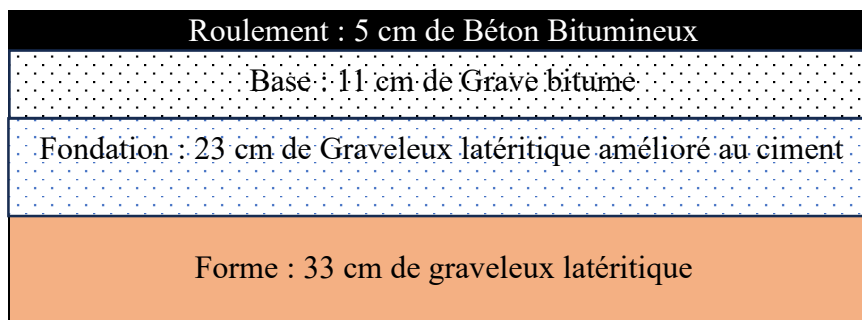 Roulement : 5 cm de Béton Bitumineux
Base : 11 cm de Grave bitume
Fondation : 23 cm de Graveleux latéritique amélioré au ciment
Forme : 33 cm de graveleux latéritique